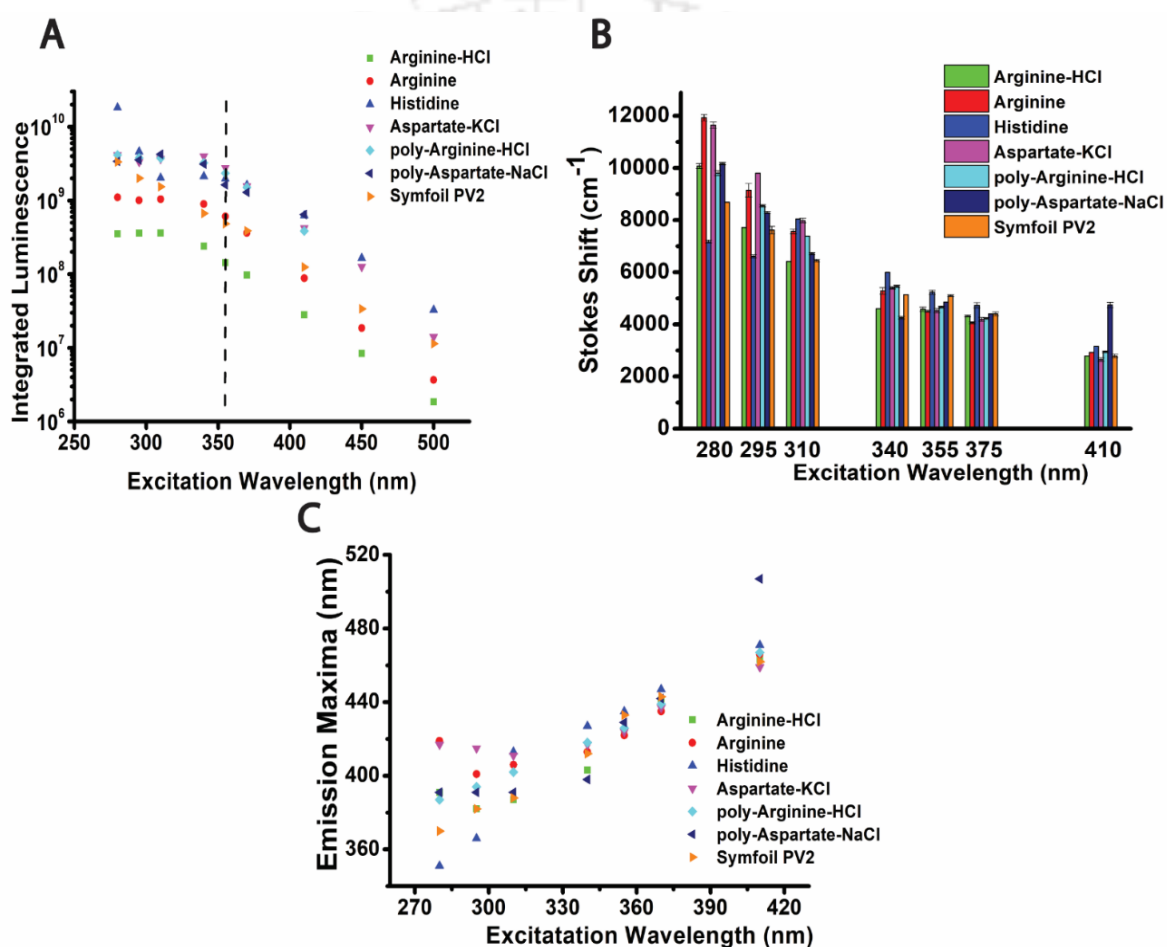 A
Arginine-HCl
Arginine
Histidine
Aspartate-KCl
poly-Arginine-HCl
poly-Aspartate-NaCl
Symfoil PV2
Integrated Luminescence
10^10
10^9
10^8
10^7
10^6
250 300 350 400 450 500
Excitation Wavelength (nm)
B
Arginine-HCl
Arginine
Histidine
Aspartate-KCl
poly-Arginine-HCl
poly-Aspartate-NaCl
Symfoil PV2
Stokes Shift (cm^-1)
12000
10000
8000
6000
4000
2000
0
280 295 310 340 355 375 410
Excitation Wavelength (nm)
C
Emission Maxima (nm)
520
480
440
400
360
Arginine-HCl
Arginine
Histidine
Aspartate-KCl
poly-Arginine-HCl
poly-Aspartate-NaCl
Symfoil PV2
270 300 330 360 390 420
Excitatation Wavelength (nm)